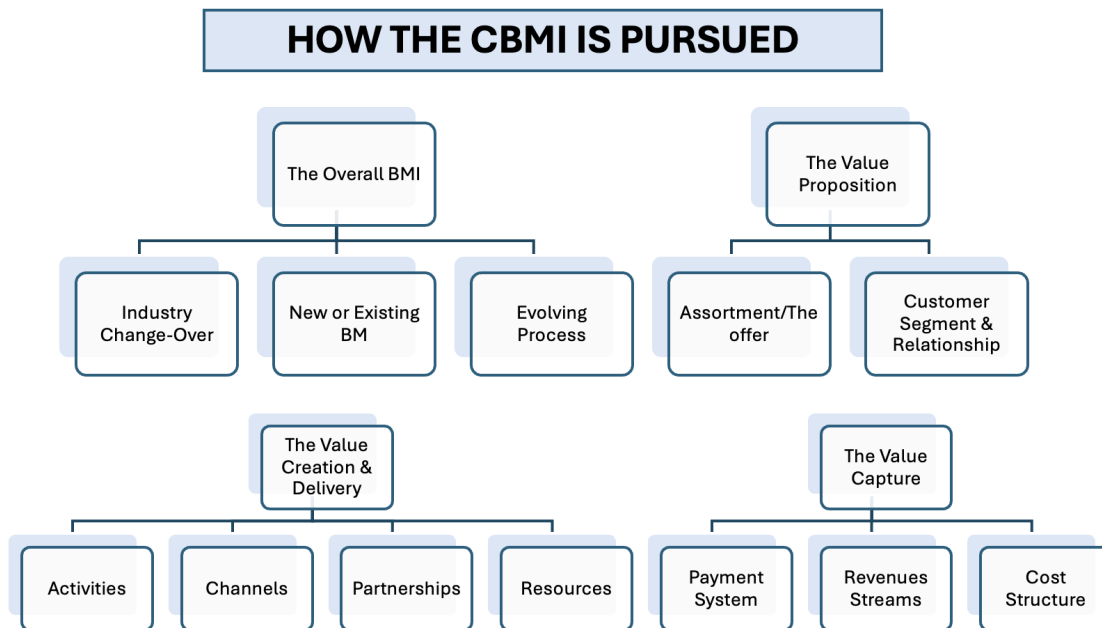 HOW THE CBMI IS PURSUED
The Overall BMI
The Value
Proposition
Industry
Change-Over
New or Existing
BM
Evolving
Process
Assortment/The
offer
Customer
Segment &
Relationship
The Value
Creation &
Delivery
The Value
Capture
Activities
Channels
Partnerships
Resources
Payment
System
Revenues
Streams
Cost
Structure